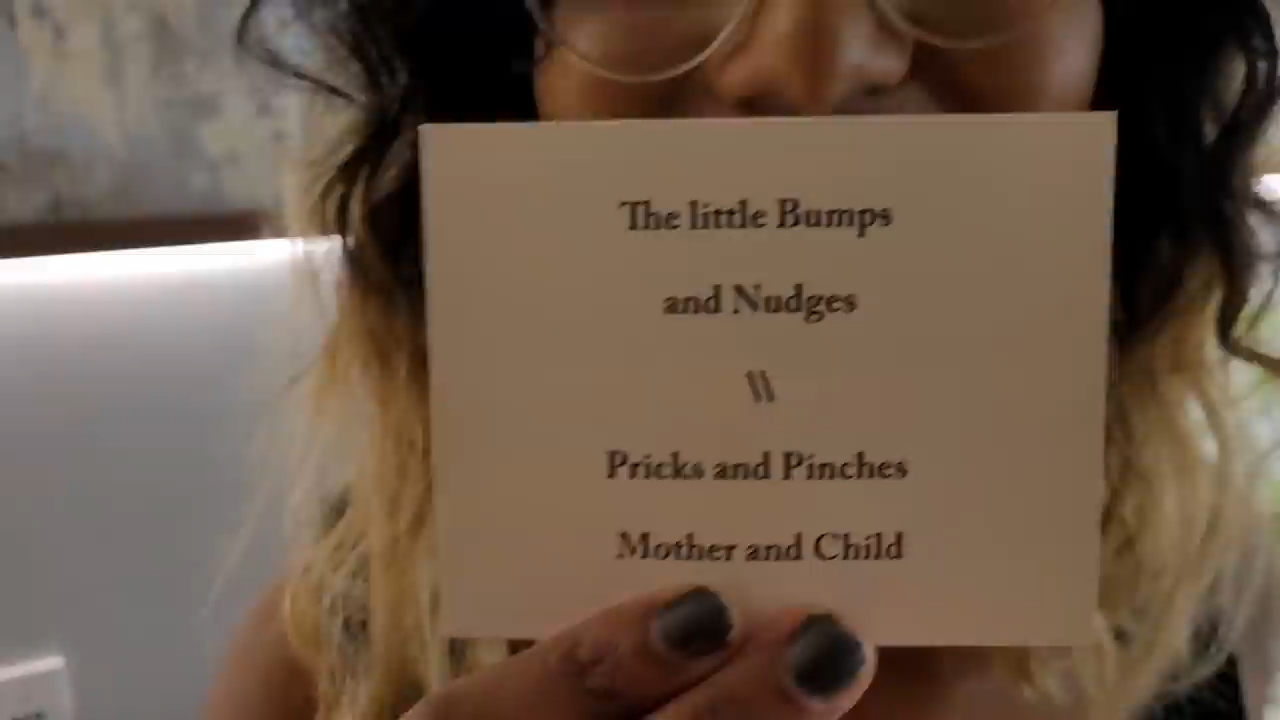 The little Bumps
and Nudges
\\
Pricks and Pinches
Mother and Child